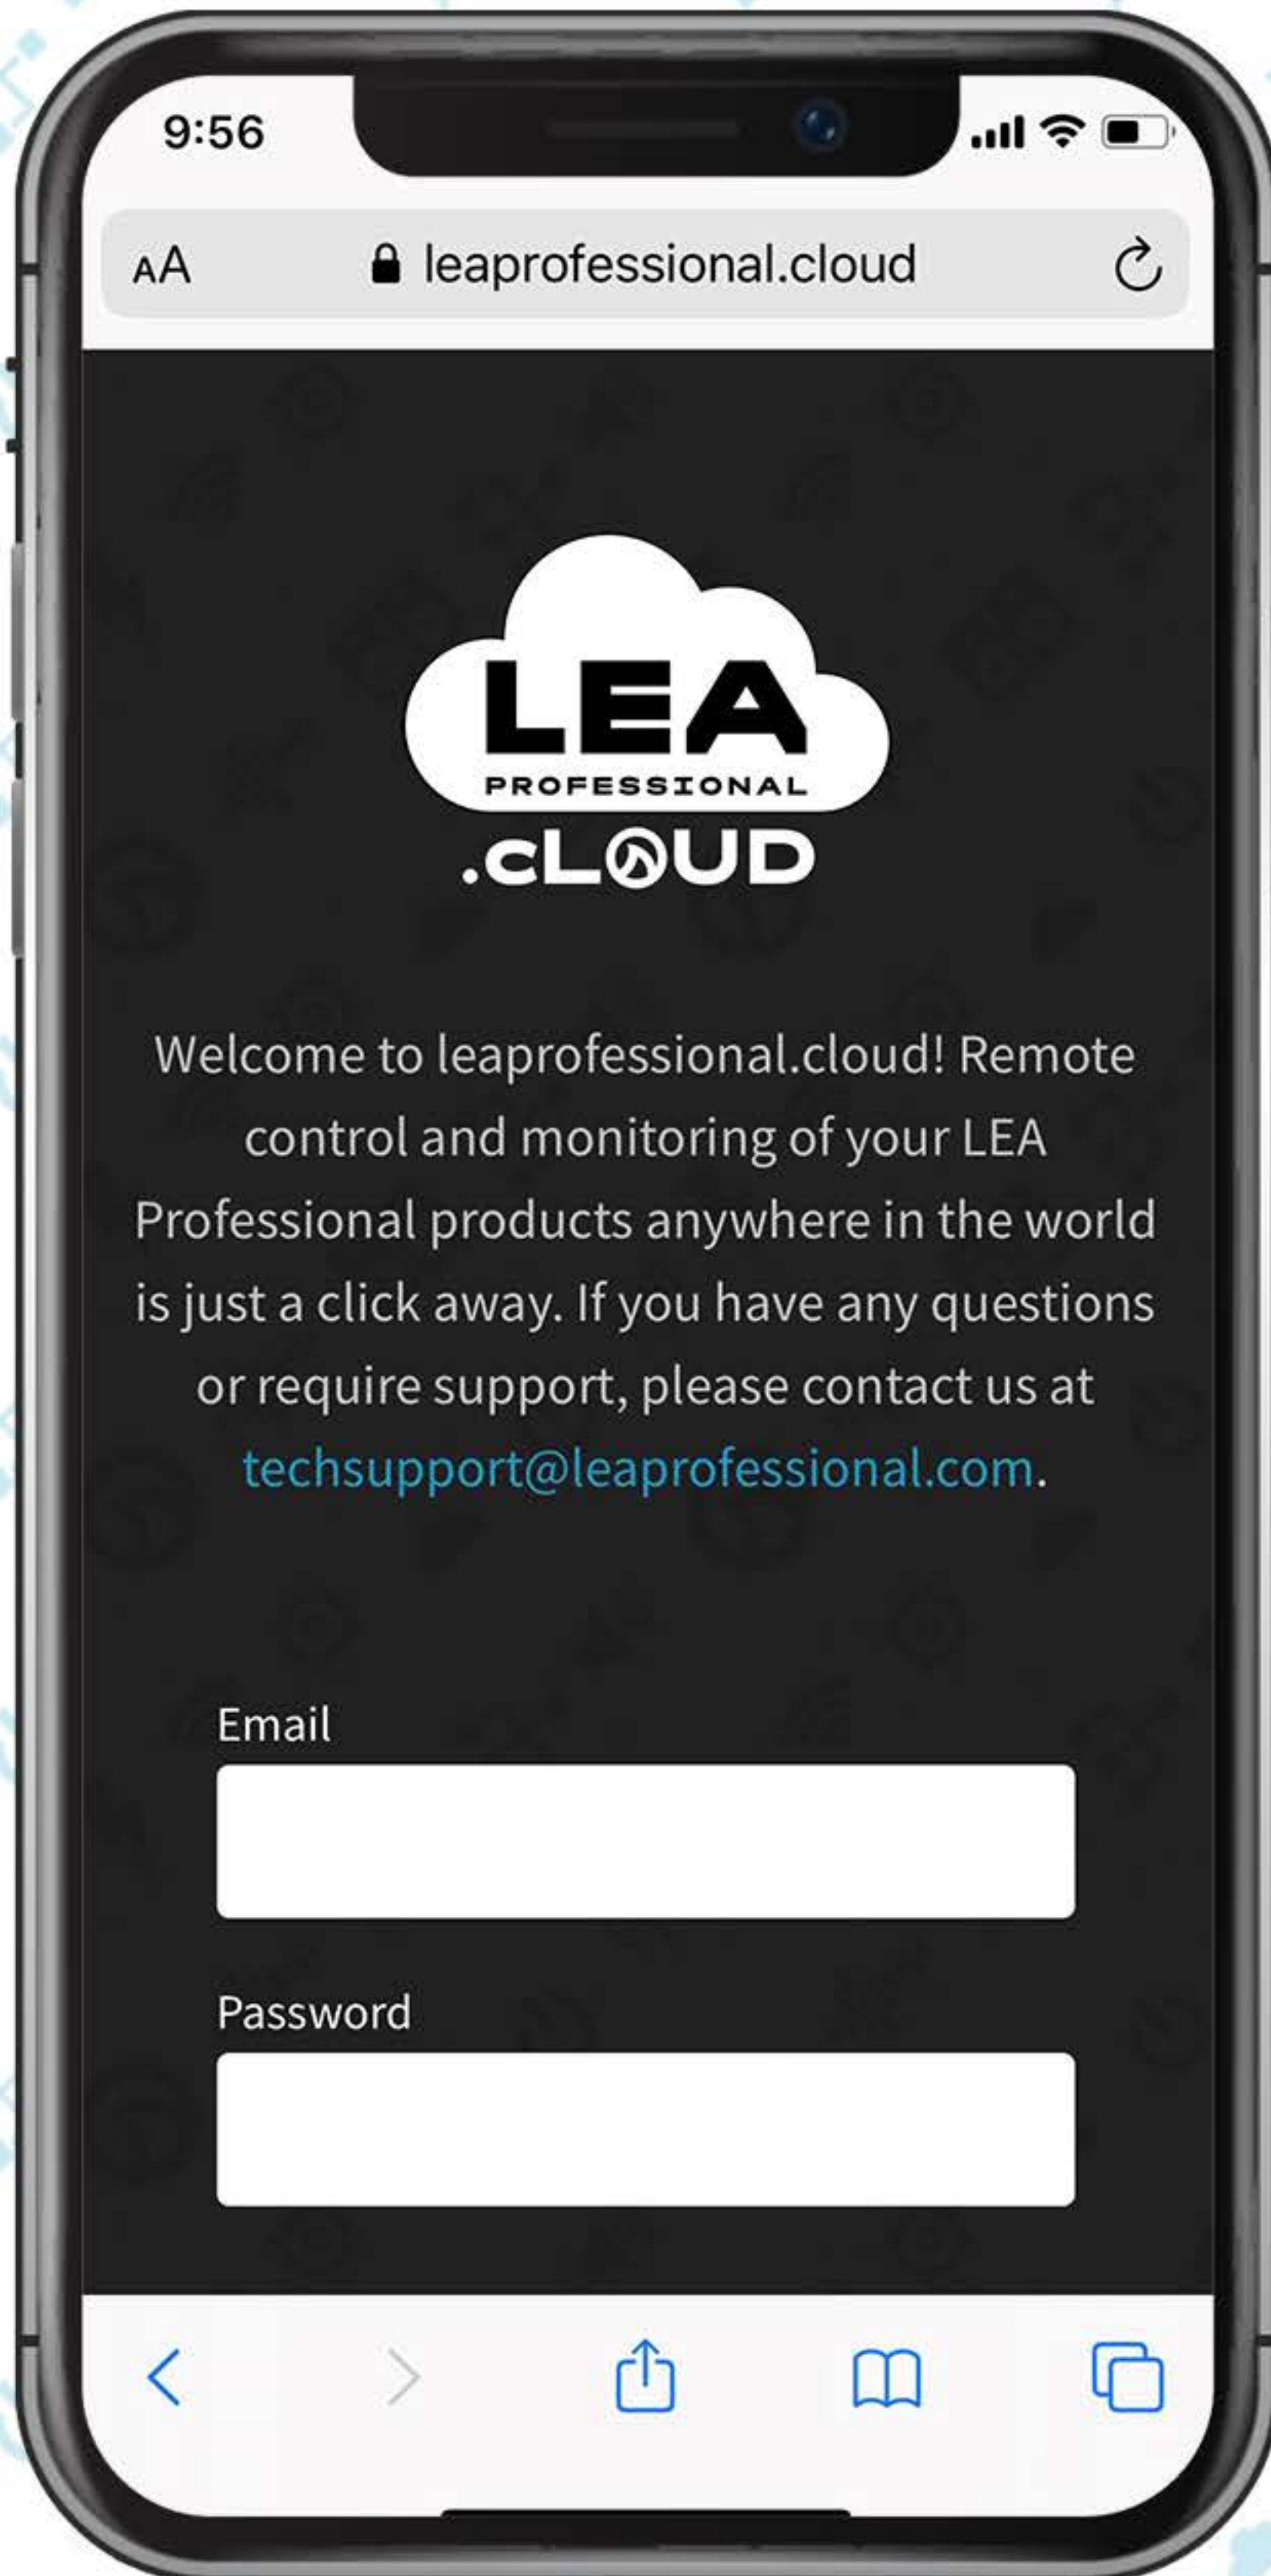 9:56
AA leaprofessional.cloud
LEA
PROFESSIONAL
.cLOUD
Welcome to leaprofessional.cloud! Remote
control and monitoring of your LEA
Professional products anywhere in the world
is just a click away. If you have any questions
or require support, please contact us at
techsupport@leaprofessional.com.
Email
Password